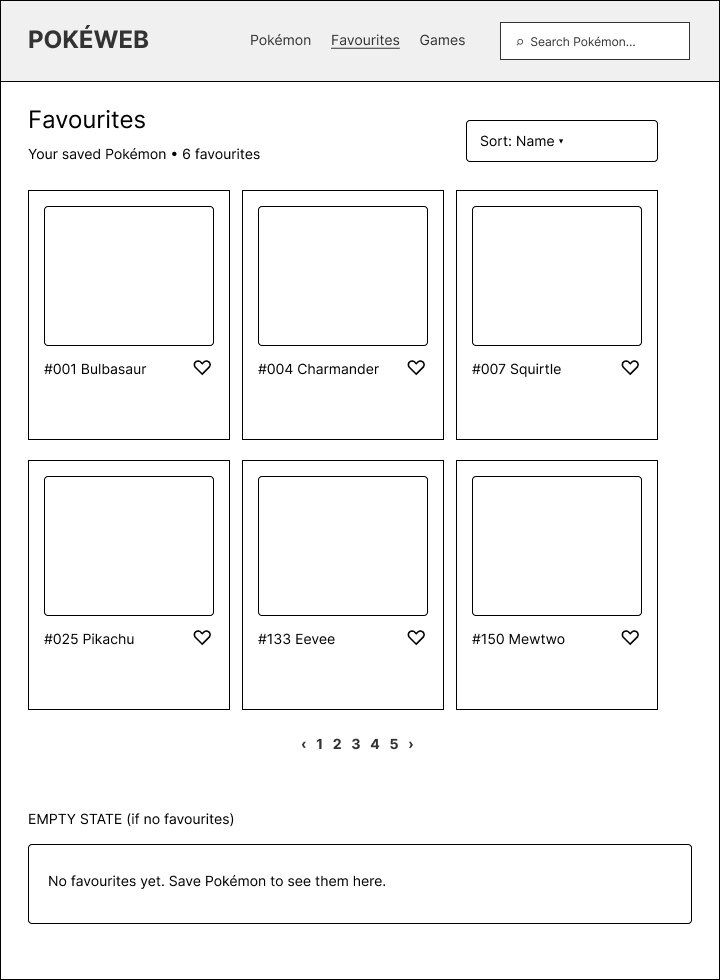 POKÉWEB
Pokémon Favourites Games
⌕ Search Pokémon...
Favourites
Your saved Pokémon • 6 favourites
Sort: Name ▾
#001 Bulbasaur ♡
#004 Charmander ♡
#007 Squirtle ♡
#025 Pikachu ♡
#133 Eevee ♡
#150 Mewtwo ♡
‹ 1 2 3 4 5 ›
EMPTY STATE (if no favourites)
No favourites yet. Save Pokémon to see them here.